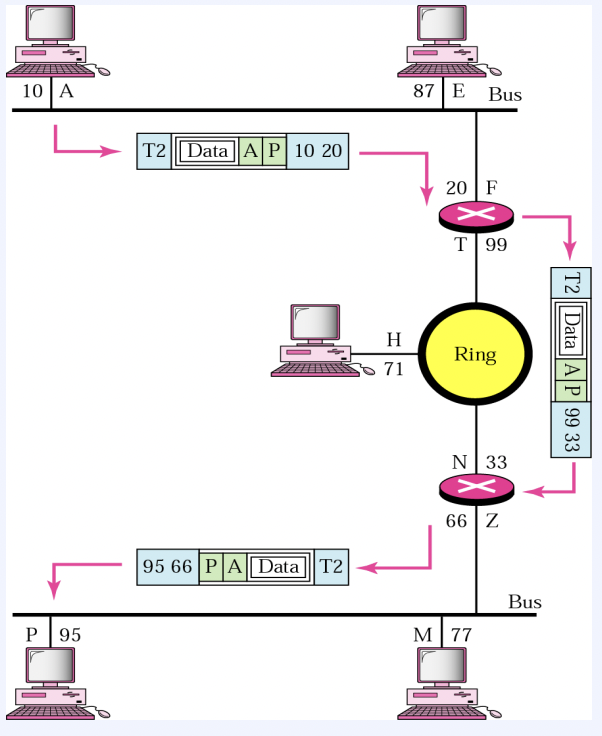 10 A
87 E
Bus
T2 Data A P 10 20
20 F
T 99
T2 Data A P 99 33
H
71
Ring
N 33
66 Z
95 66 P A Data T2
Bus
P 95
M 77